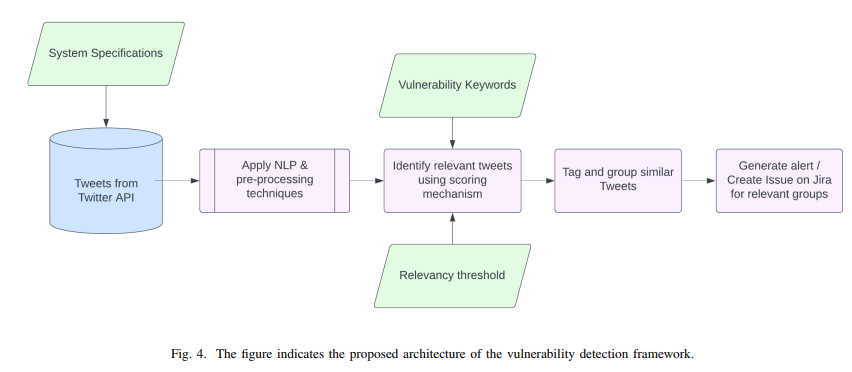 System Specifications
Vulnerability Keywords
Tweets from
Twitter API
Apply NLP &
pre-processing
techniques
Identify relevant tweets
using scoring
mechanism
Tag and group similar
Tweets
Generate alert /
Create Issue on Jira
for relevant groups
Relevancy threshold
Fig. 4. The figure indicates the proposed architecture of the vulnerability detection framework.